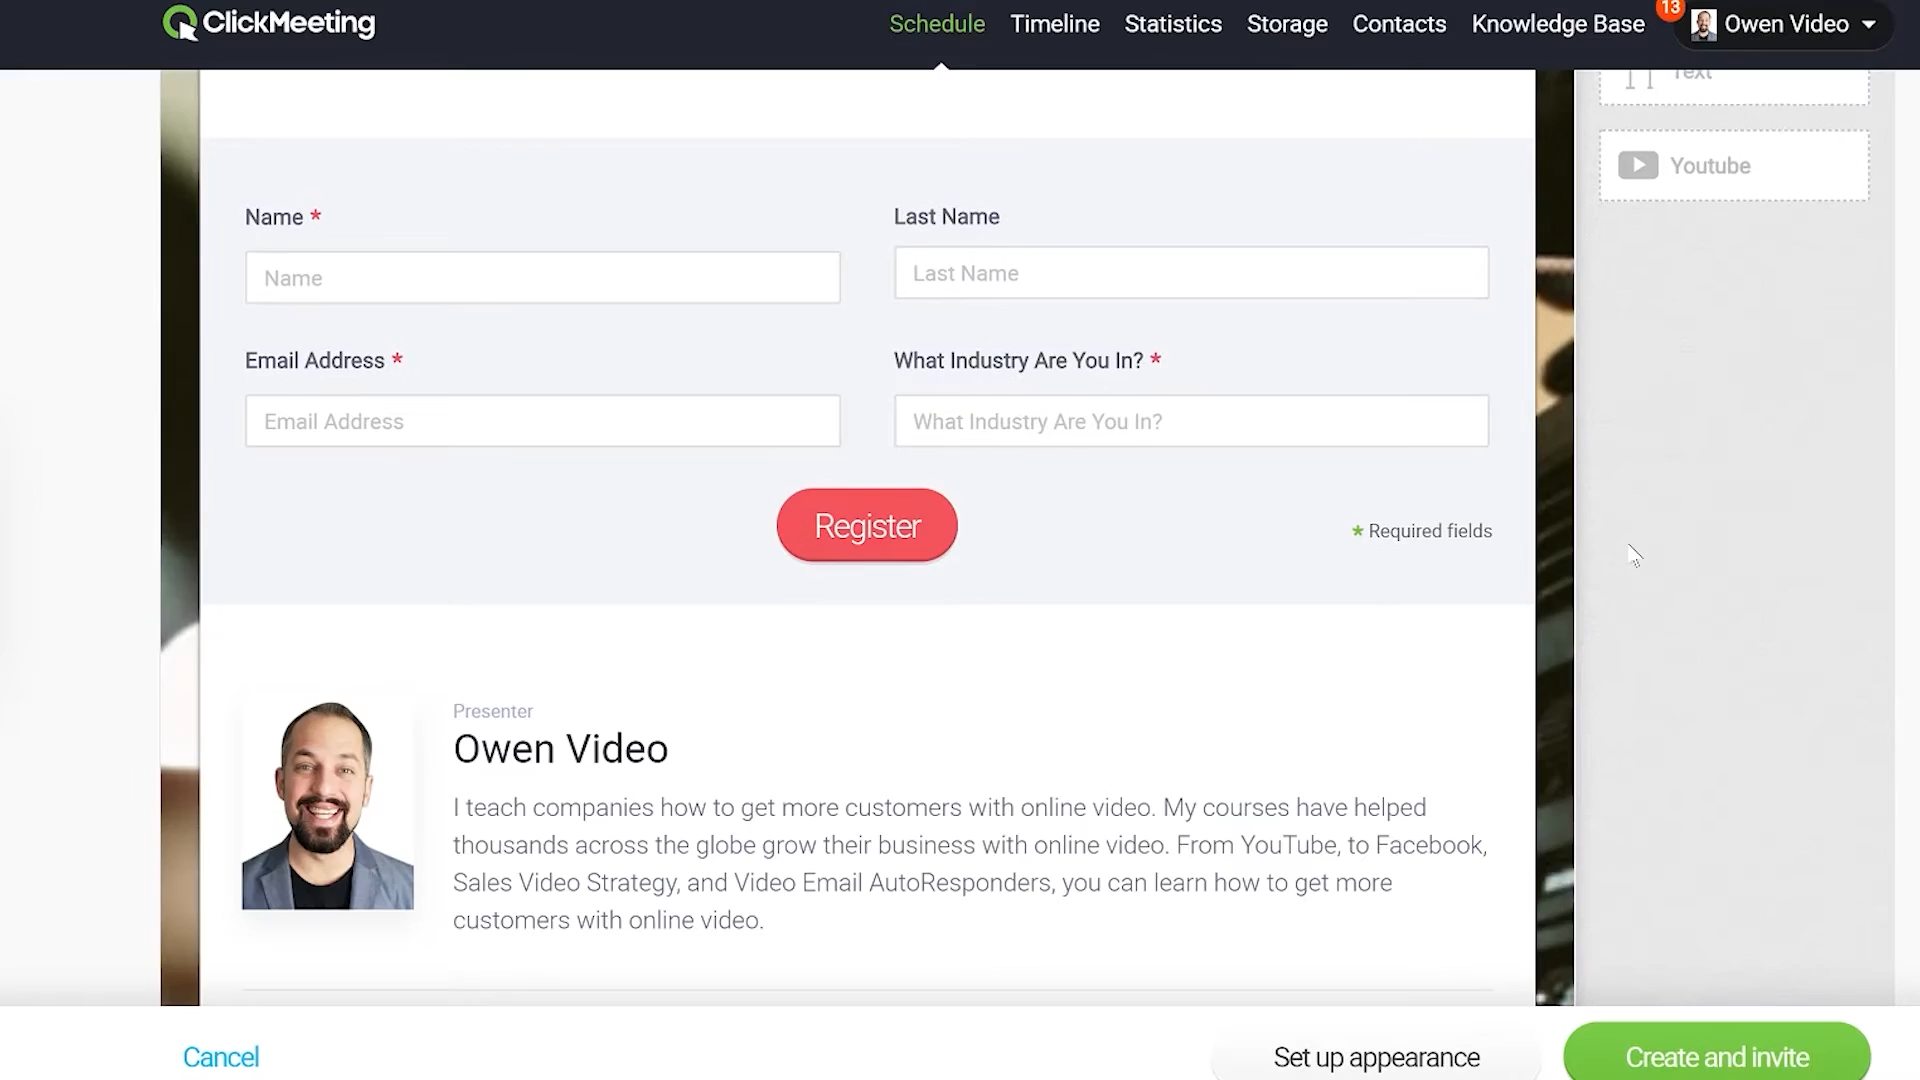 ClickMeeting
Schedule Timeline Statistics Storage Contacts Knowledge Base 13 Owen Video
Text
Youtube
Name * Last Name
Name Last Name
Email Address * What Industry Are You In? *
Email Address What Industry Are You In?
Register
* Required fields
Presenter
Owen Video
I teach companies how to get more customers with online video. My courses have helped
thousands across the globe grow their business with online video. From YouTube, to Facebook,
Sales Video Strategy, and Video Email AutoResponders, you can learn how to get more
customers with online video.
Cancel Set up appearance Create and invite